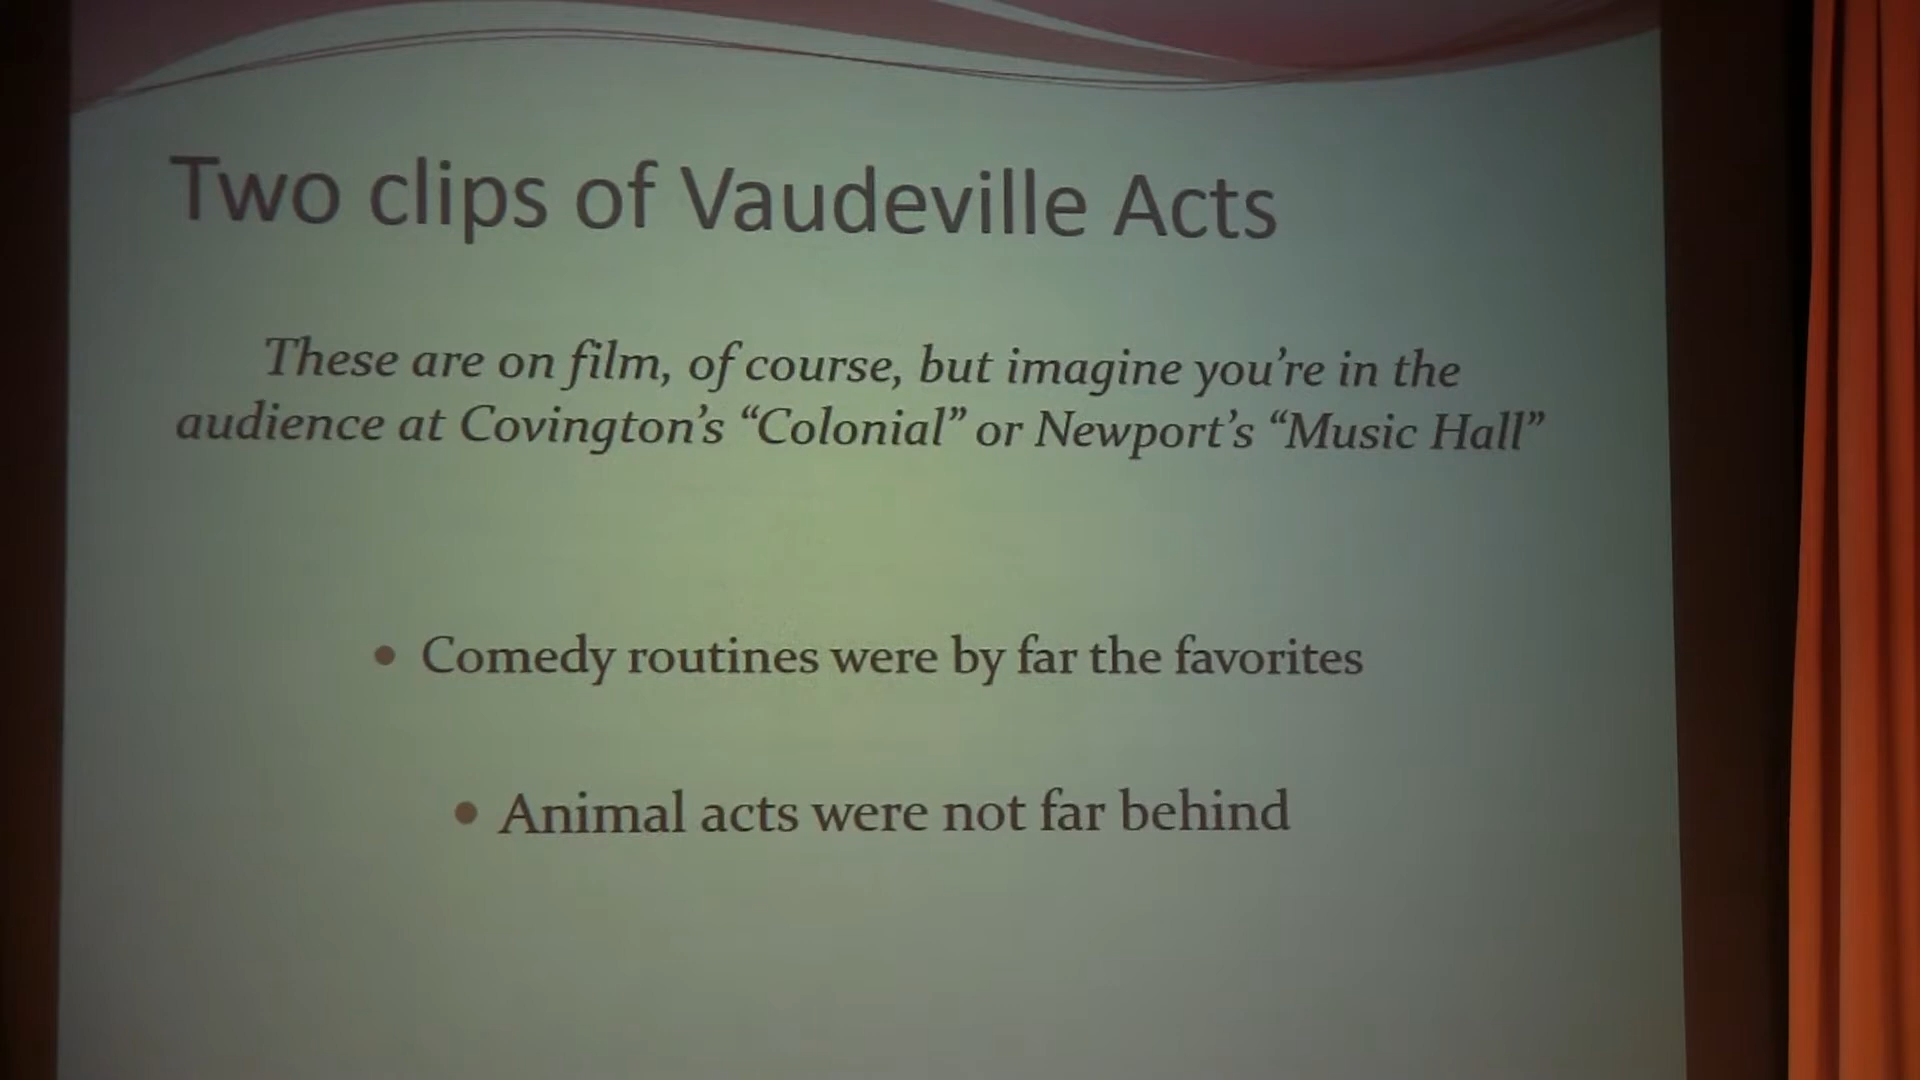 Two clips of Vaudeville Acts
These are on film, of course, but imagine you’re in the
audience at Covington’s “Colonial” or Newport’s “Music Hall”
• Comedy routines were by far the favorites
• Animal acts were not far behind